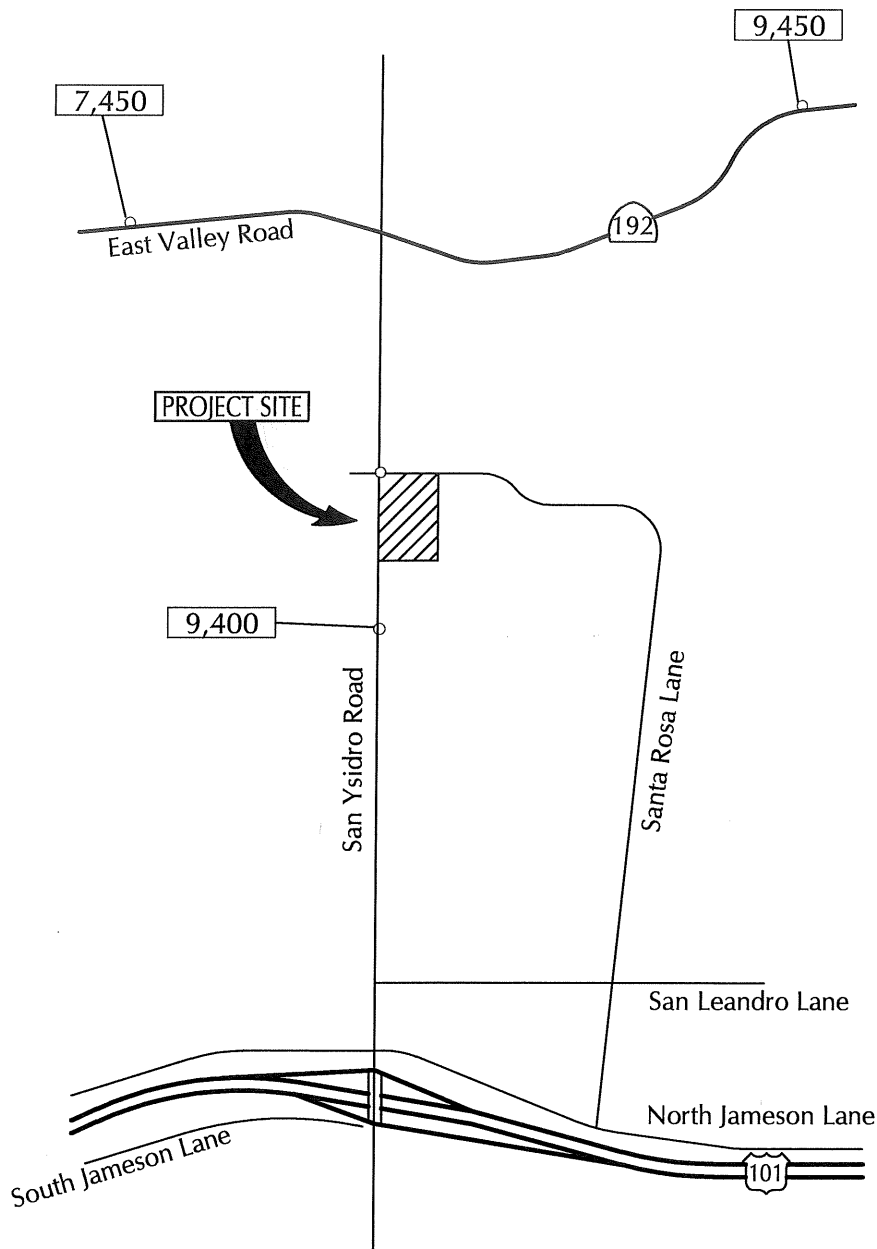 9,450
7,450
192
East Valley Road
PROJECT SITE
9,400
San Ysidro Road
Santa Rosa Lane
San Leandro Lane
North Jameson Lane
South Jameson Lane
101